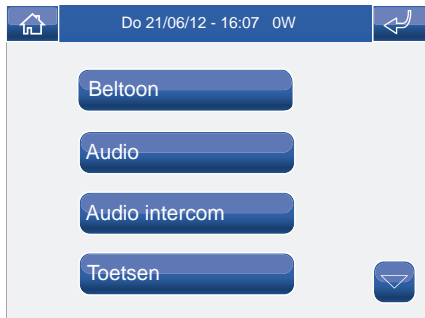 Do 21/06/12 - 16:07 0W
Beltoon
Audio
Audio intercom
Toetsen